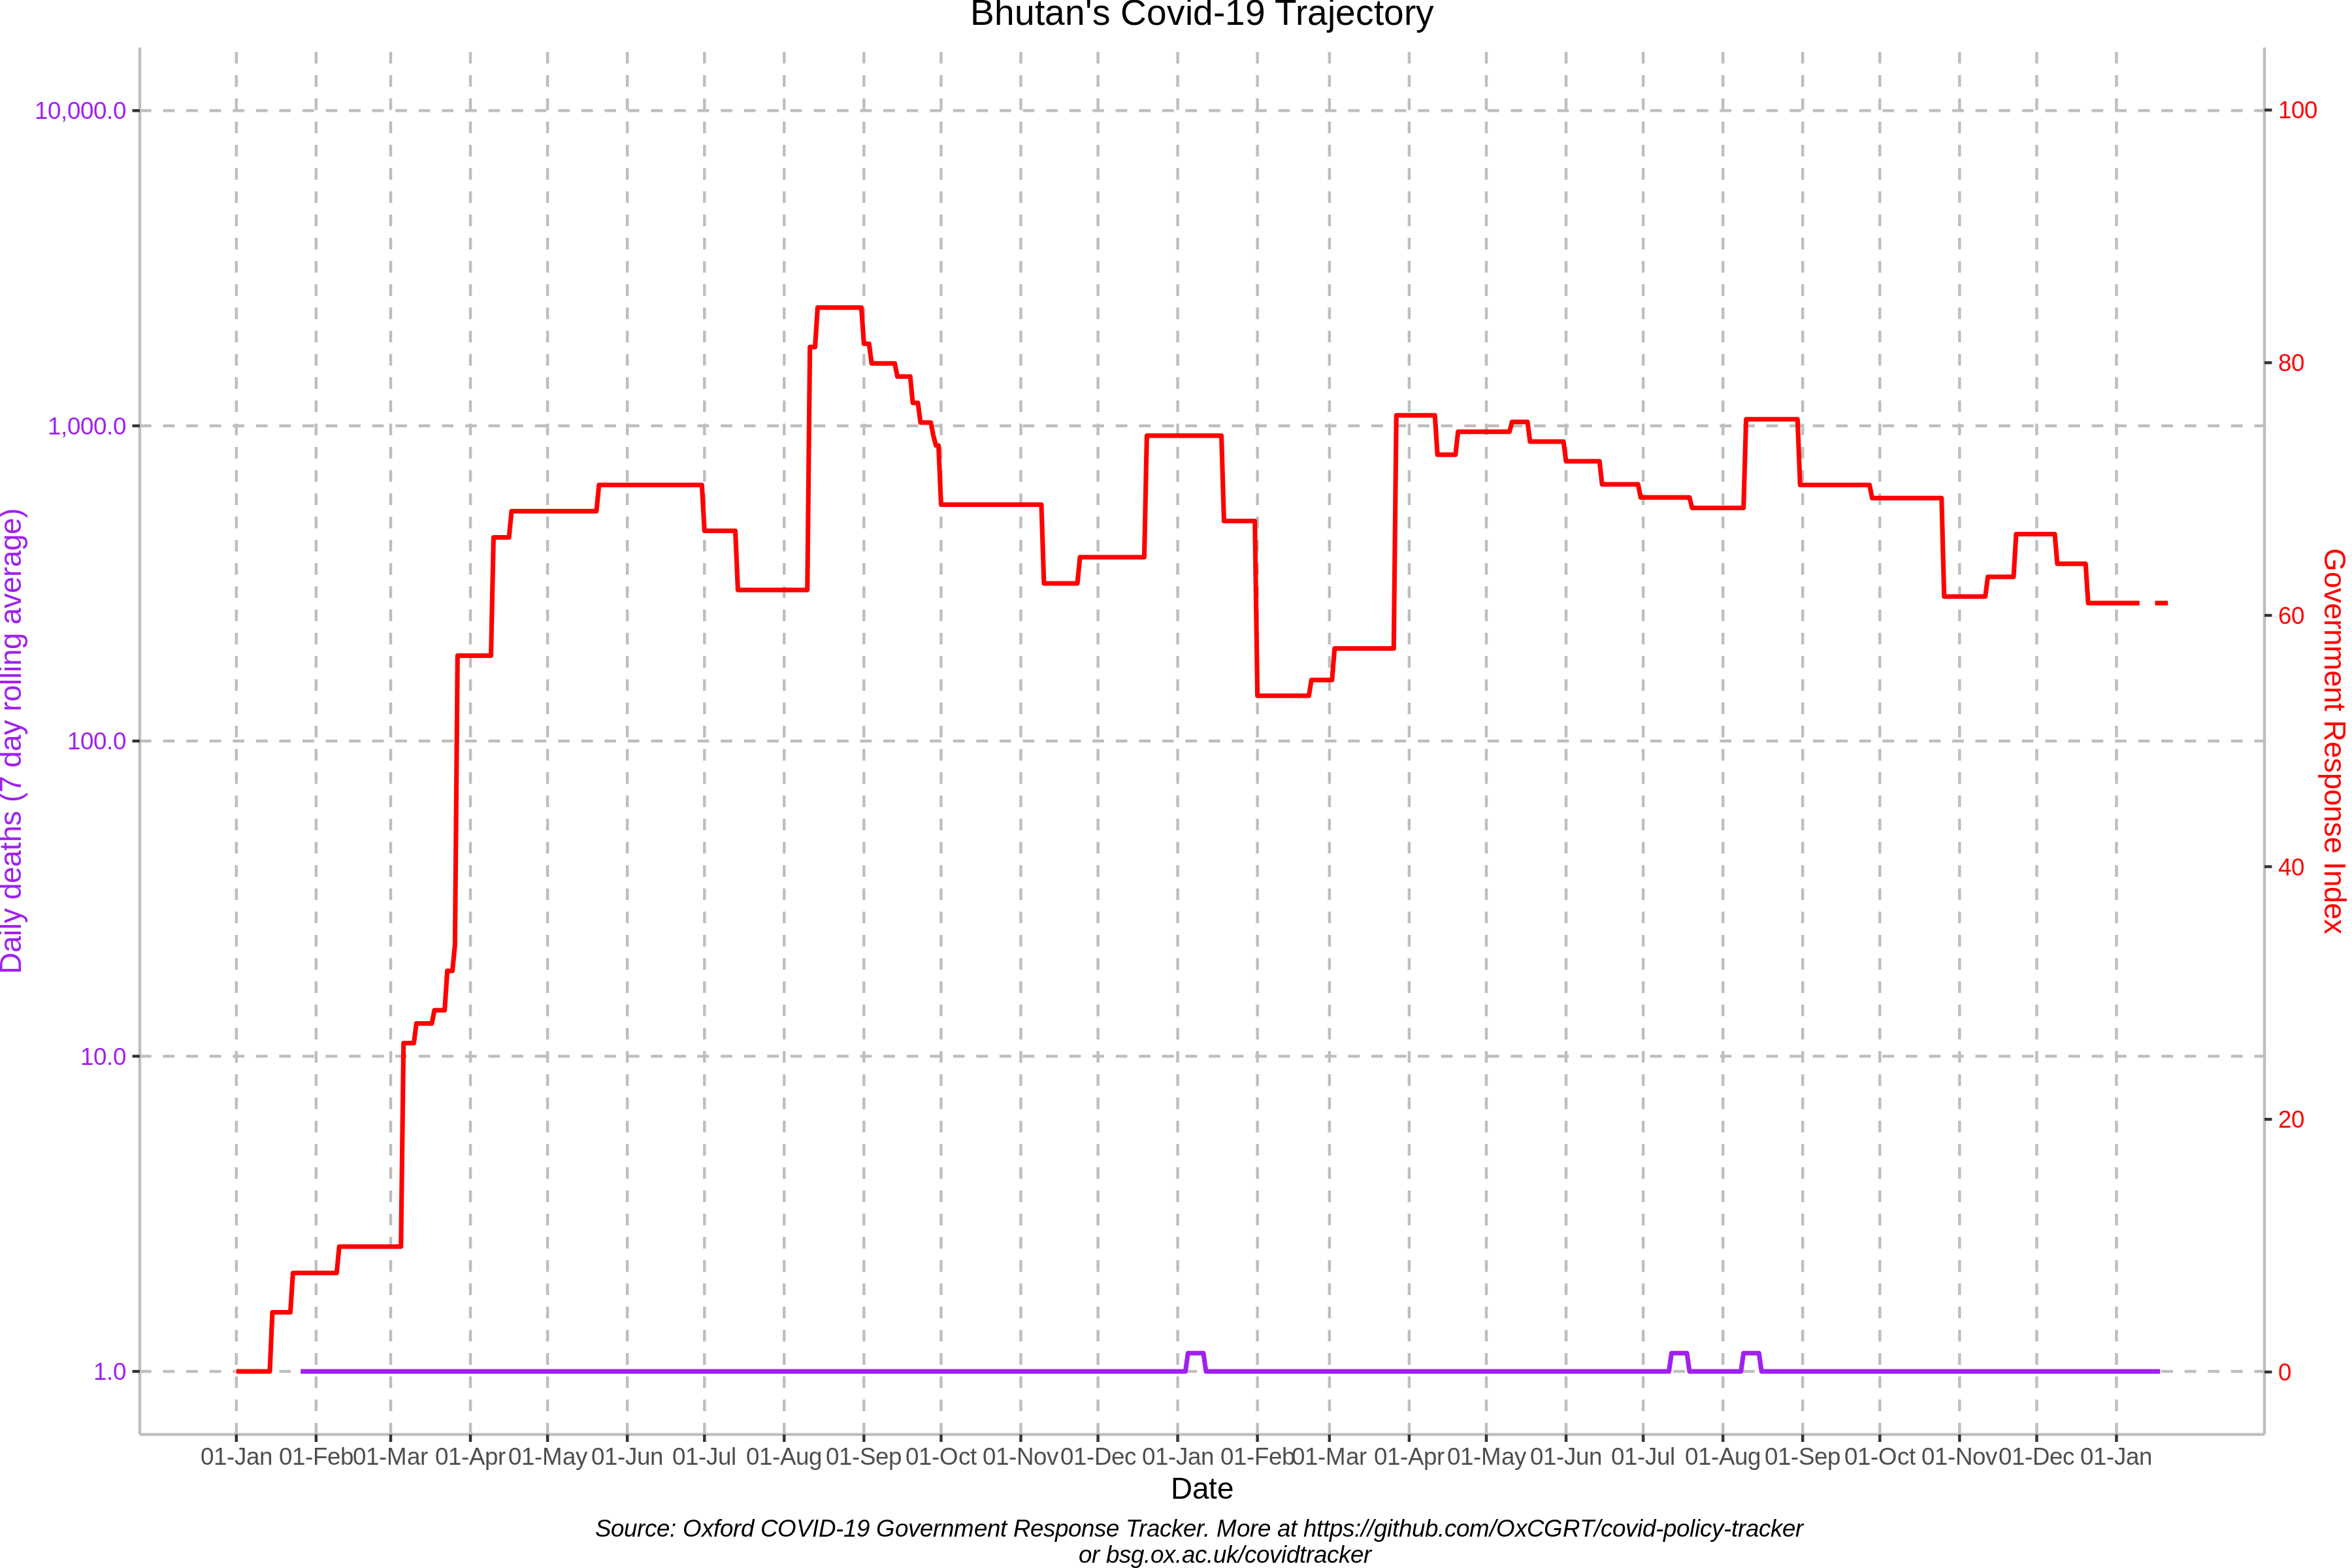 Bhutan's Covid-19 Trajectory
10,000.0
1,000.0
100.0
10.0
1.0
Daily deaths (7 day rolling average)
100
80
60
40
20
0
Government Response Index
01-Jan 01-Feb 01-Mar 01-Apr 01-May 01-Jun 01-Jul 01-Aug 01-Sep 01-Oct 01-Nov 01-Dec 01-Jan 01-Feb 01-Mar 01-Apr 01-May 01-Jun 01-Jul 01-Aug 01-Sep 01-Oct 01-Nov 01-Dec 01-Jan
Date
Source: Oxford COVID-19 Government Response Tracker. More at https://github.com/OxCGRT/covid-policy-tracker
or bsg.ox.ac.uk/covidtracker